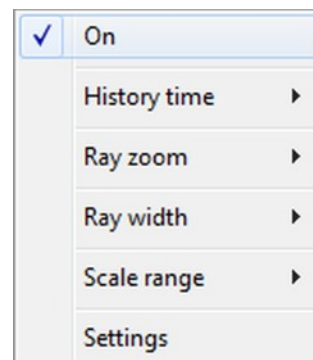 On
History time
Ray zoom
Ray width
Scale range
Settings